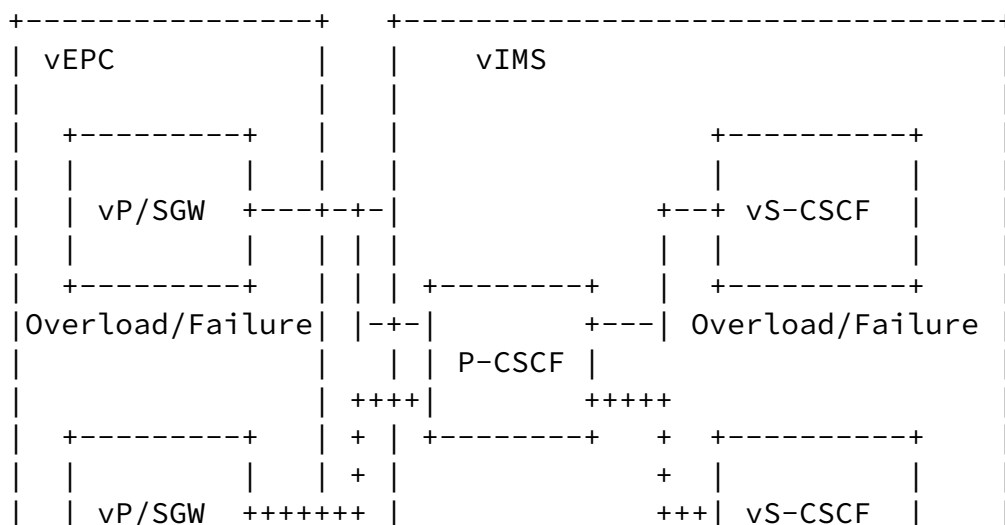 +----------------+   +----------------------------------
| vEPC           |   |    vIMS                         |
|                |   |                                 |
|  +---------+   |   |                 +----------+    |
|  |         |   |   |                 |          |    |
|  | vP/SGW  +---+-+-|              +--+ vS-CSCF  |    |
|  |         |   | | |              |  |          |    |
|  +---------+   | | | +--------+   |  +----------+    |
|Overload/Failure| |-+-|        +---| Overload/Failure |
|                |   | | P-CSCF |                      |
|                | ++++|        +++++                  |
|  +---------+   | + | +--------+   +  +----------+    |
|  |         |   | + |              +  |          |    |
|  | vP/SGW  +++++++ |              +++| vS-CSCF  |    |